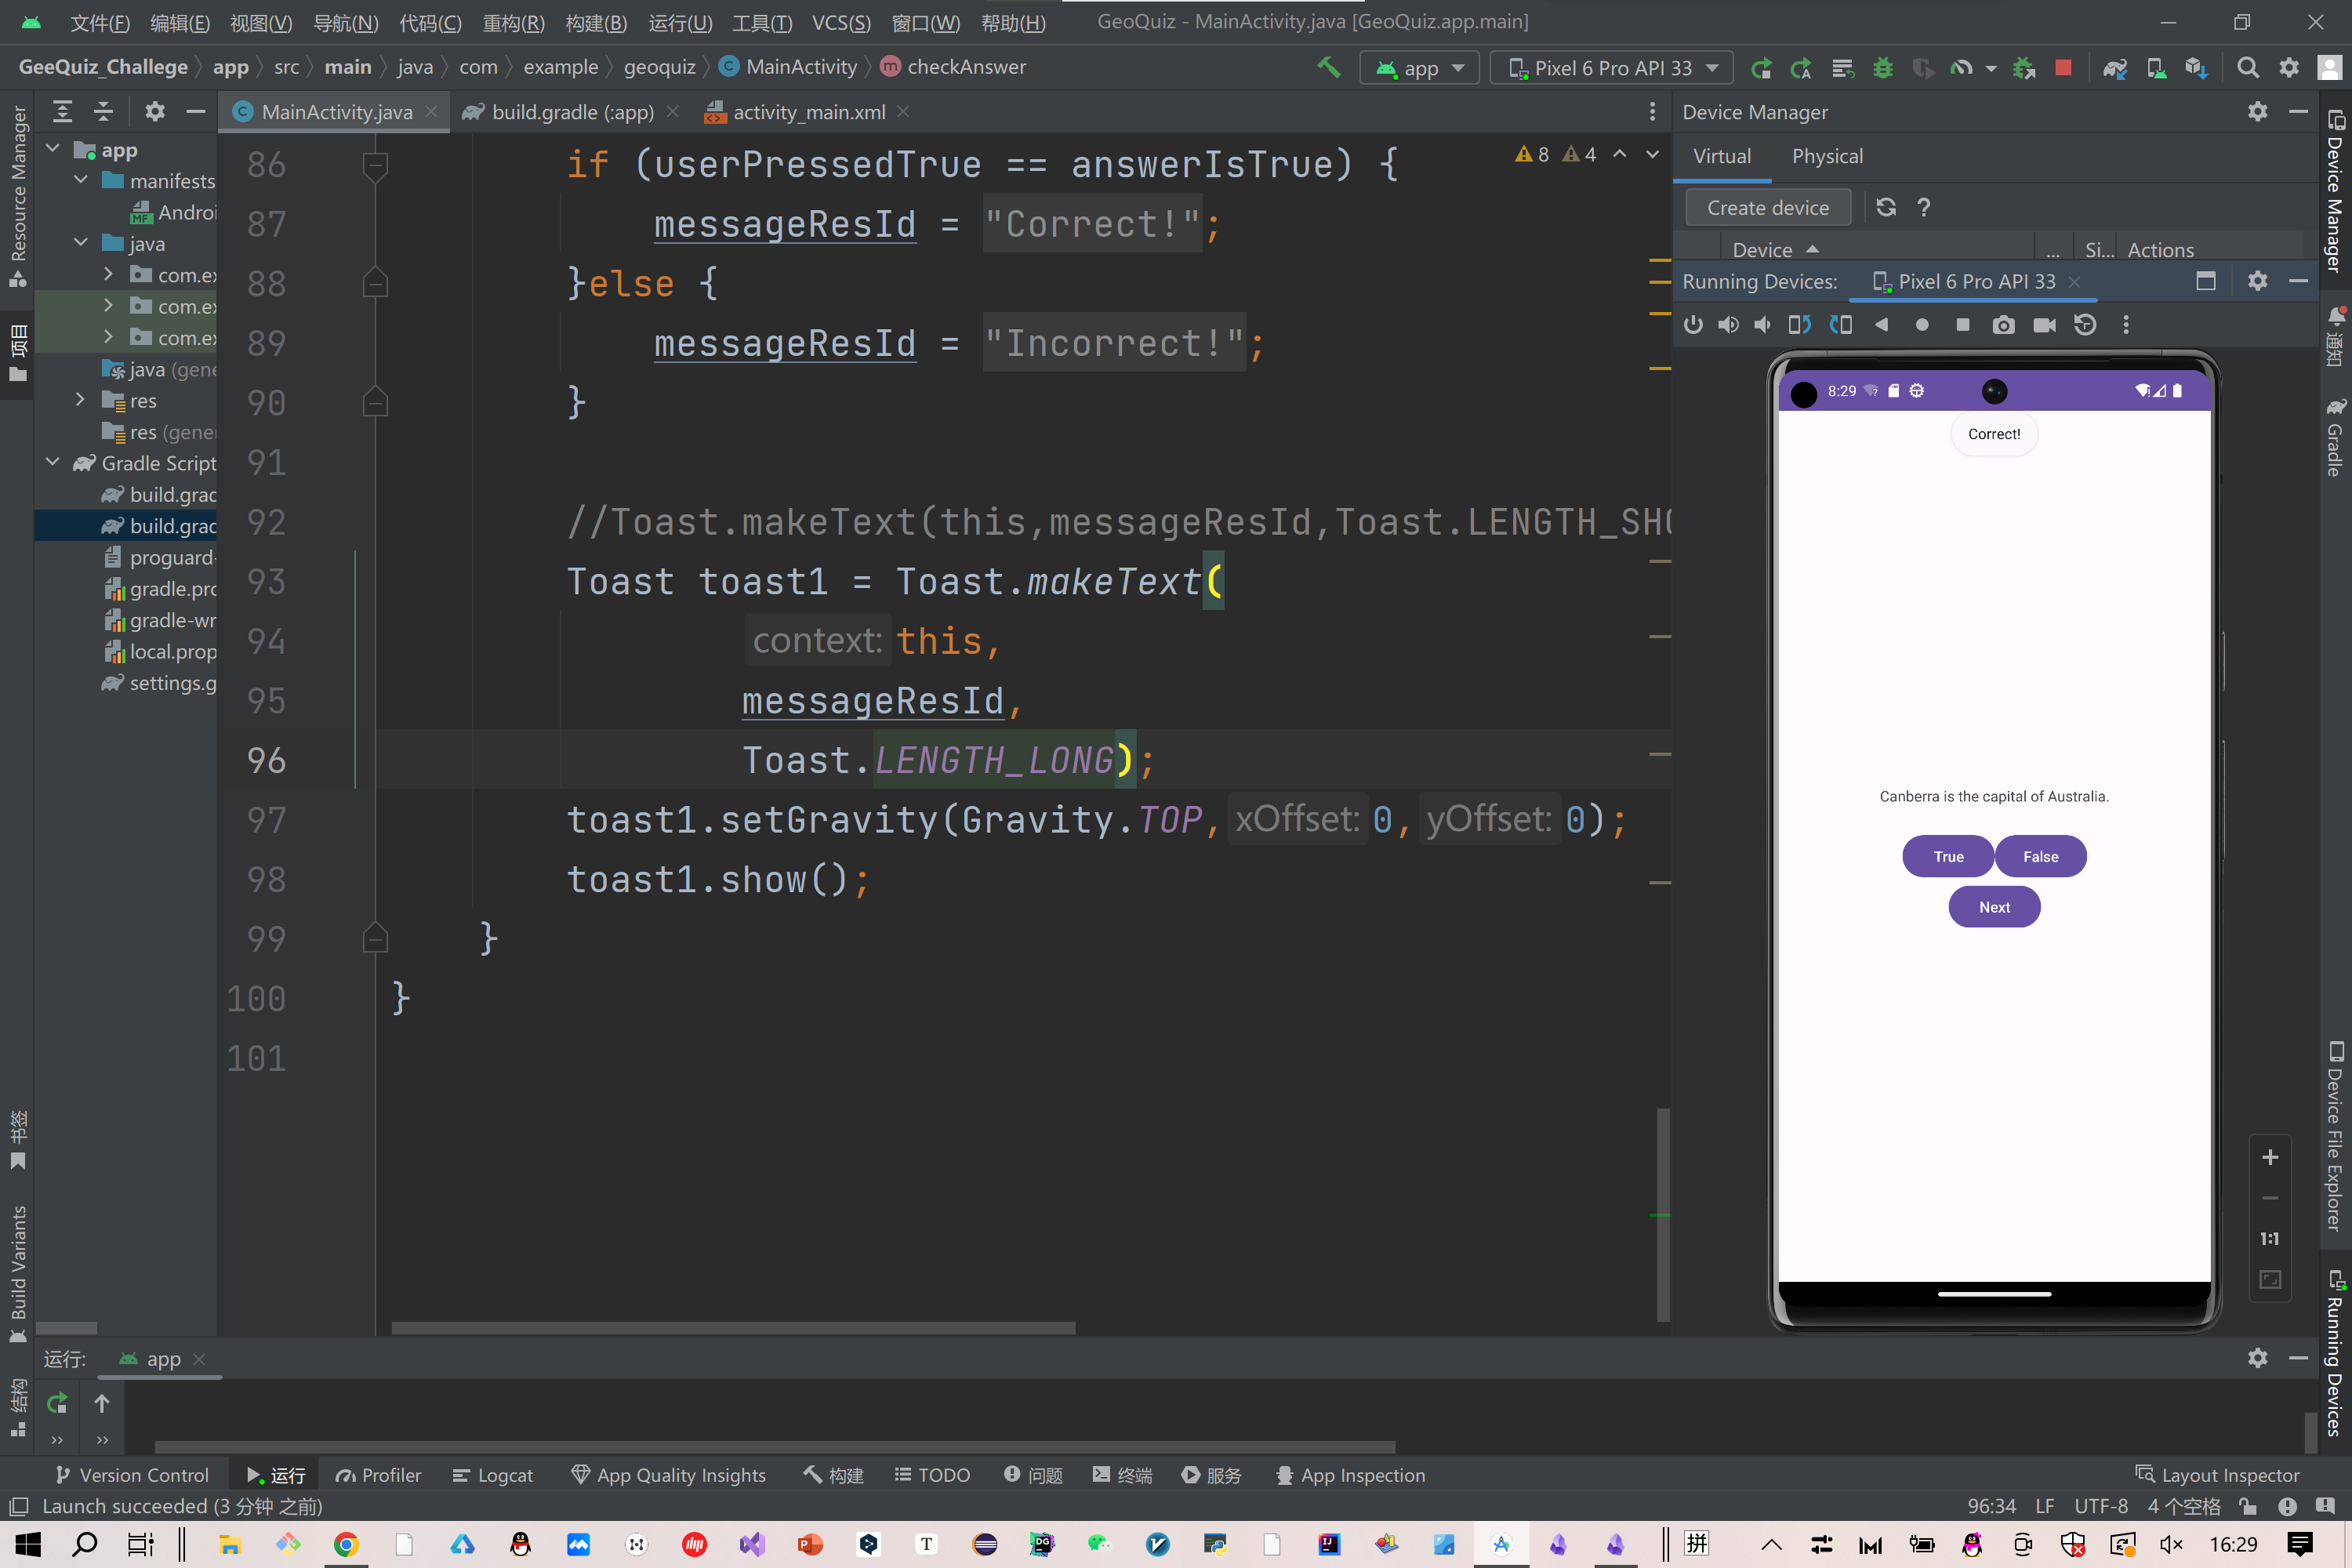 文件(F) 编辑(E) 视图(V) 导航(N) 代码(C) 重构(R) 构建(B) 运行(U) 工具(T) VCS(S) 窗口(W) 帮助(H) GeoQuiz - MainActivity.java [GeoQuiz.app.main]
GeeQuiz_Challege app src main java com example geoquiz MainActivity checkAnswer app Pixel 6 Pro API 33
MainActivity.java build.gradle (:app) activity_main.xml
Device Manager
Virtual Physical
Create device
Device ... Si... Actions
Running Devices: Pixel 6 Pro API 33
Resource Manager
项目
书签
Build Variants
结构
app
manifests
Androi
java
com.ex
com.ex
com.ex
java (gene
res
res (gener
Gradle Script
build.grad
build.grad
proguard-
gradle.pro
gradle-wr
local.prop
settings.g
8 4
86 if (userPressedTrue == answerIsTrue) {
87 messageResId = "Correct!";
88 }else {
89 messageResId = "Incorrect!";
90 }
91
92 //Toast.makeText(this,messageResId,Toast.LENGTH_SHO
93 Toast toast1 = Toast.makeText(
94 context: this,
95 messageResId,
96 Toast.LENGTH_LONG);
97 toast1.setGravity(Gravity.TOP, xOffset: 0, yOffset: 0);
98 toast1.show();
99 }
100 }
101
8:29
Correct!
Canberra is the capital of Australia.
True False
Next
1:1
Device Manager
通知
Gradle
Device File Explorer
Running Devices
运行: app
Version Control 运行 Profiler Logcat App Quality Insights 构建 TODO 问题 终端 服务 App Inspection Layout Inspector
Launch succeeded (3 分钟 之前) 96:34 LF UTF-8 4 个空格
拼 16:29